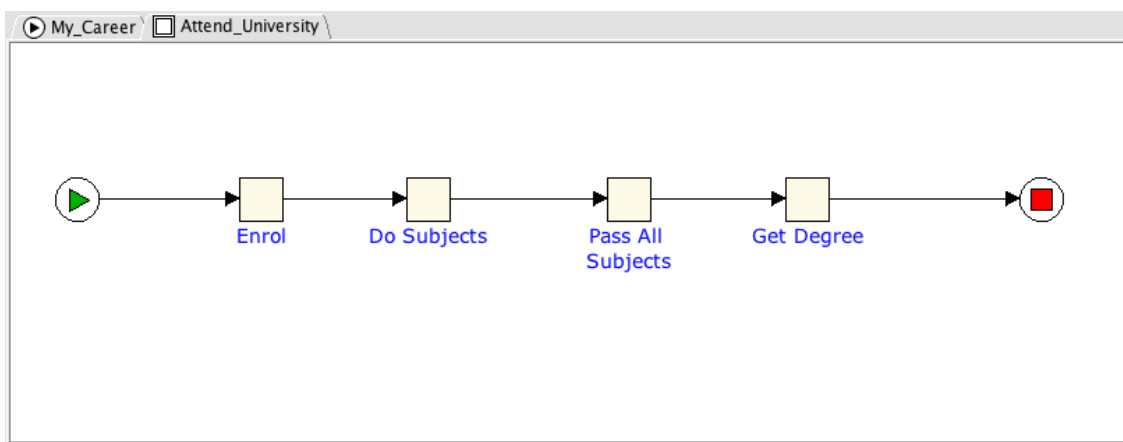 My_Career Attend_University
Enrol Do Subjects Pass All Get Degree
Subjects